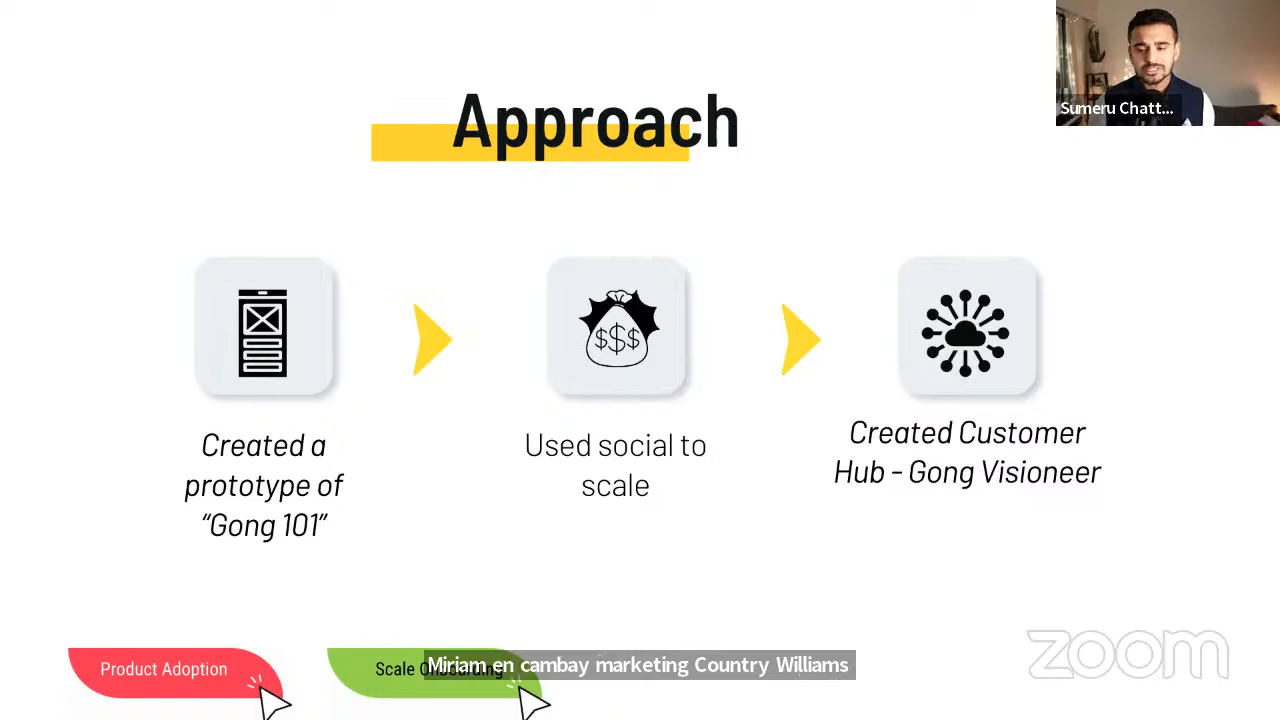 Approach
Sumeru Chatt...
Created a
prototype of
“Gong 101”
Used social to
scale
Created Customer
Hub - Gong Visioneer
Product Adoption
Scale Onboarding
Miriam en cambay marketing Country Williams
zoom